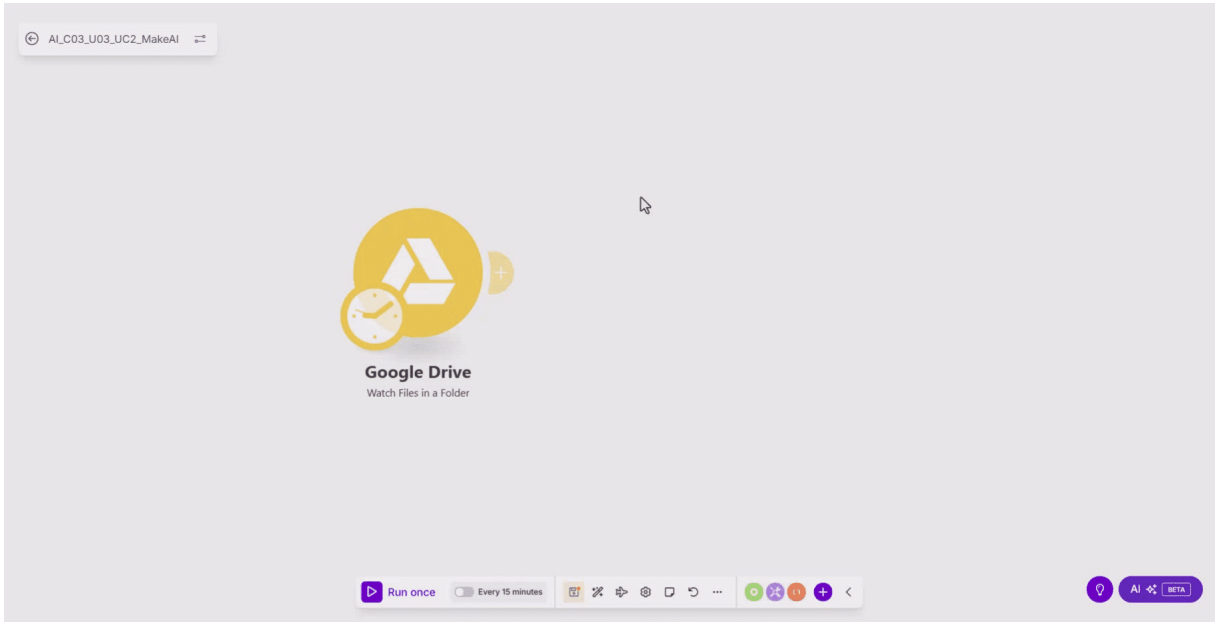 AI_C03_U03_UC2_MakeAI
Google Drive
Watch Files in a Folder
Run once
Every 15 minutes
AI
BETA